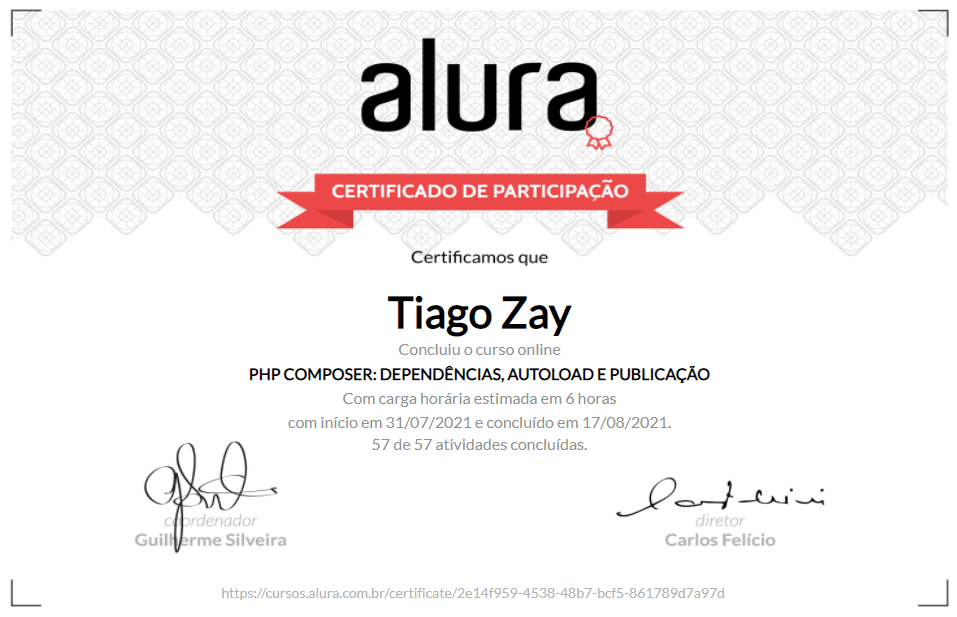 alura
CERTIFICADO DE PARTICIPAÇÃO
Certificamos que
Tiago Zay
Concluiu o curso online
PHP COMPOSER: DEPENDÊNCIAS, AUTOLOAD E PUBLICAÇÃO
Com carga horária estimada em 6 horas
com início em 31/07/2021 e concluído em 17/08/2021.
57 de 57 atividades concluídas.
coordenador
Guilherme Silveira
diretor
Carlos Felício
https://cursos.alura.com.br/certificate/2e14f959-4538-48b7-bcf5-861789d7a97d